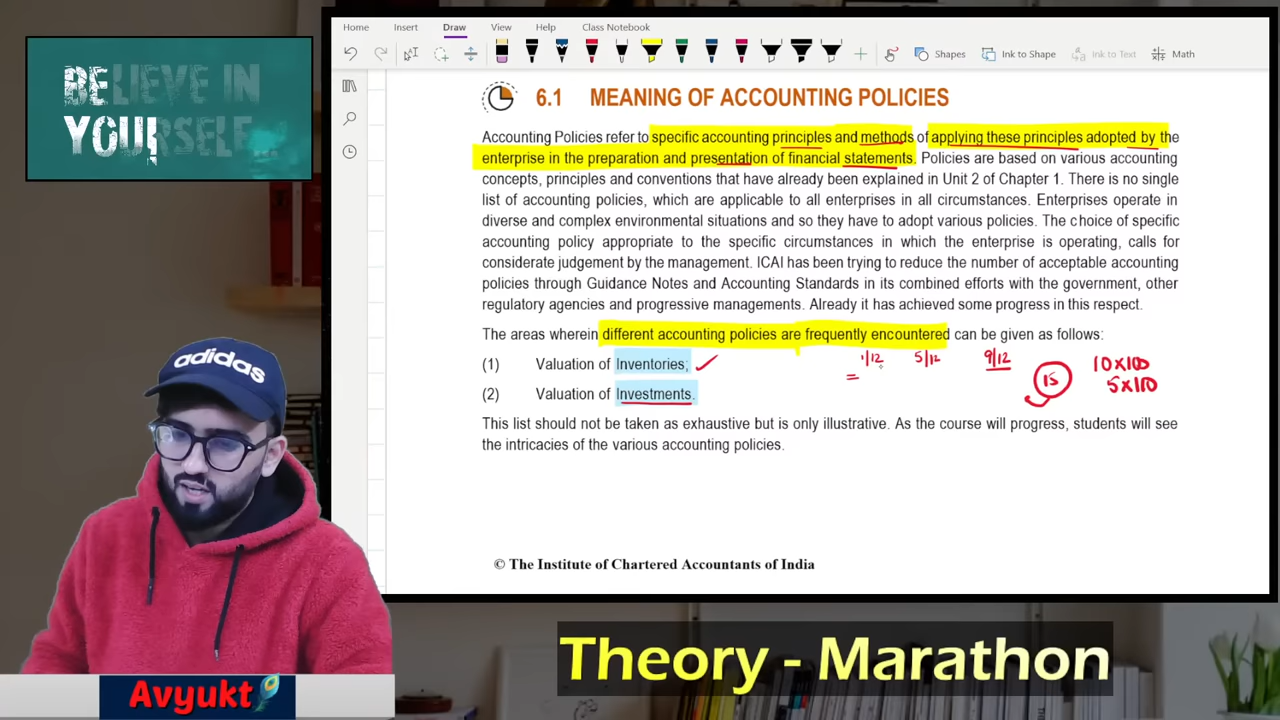 BELIEVE IN
YOURSELF...
Home Insert Draw View Help Class Notebook
Shapes Ink to Shape Ink to Text Math
6.1 MEANING OF ACCOUNTING POLICIES
Accounting Policies refer to specific accounting principles and methods of applying these principles adopted by the
enterprise in the preparation and presentation of financial statements. Policies are based on various accounting
concepts, principles and conventions that have already been explained in Unit 2 of Chapter 1. There is no single
list of accounting policies, which are applicable to all enterprises in all circumstances. Enterprises operate in
diverse and complex environmental situations and so they have to adopt various policies. The choice of specific
accounting policy appropriate to the specific circumstances in which the enterprise is operating, calls for
considerate judgement by the management. ICAI has been trying to reduce the number of acceptable accounting
policies through Guidance Notes and Accounting Standards in its combined efforts with the government, other
regulatory agencies and progressive managements. Already it has achieved some progress in this respect.
The areas wherein different accounting policies are frequently encountered can be given as follows:
(1) Valuation of Inventories;
1/12 5/12 9/12
= 15 10x100
5x110
(2) Valuation of Investments.
This list should not be taken as exhaustive but is only illustrative. As the course will progress, students will see
the intricacies of the various accounting policies.
© The Institute of Chartered Accountants of India
adidas
Avyukt
Theory - Marathon